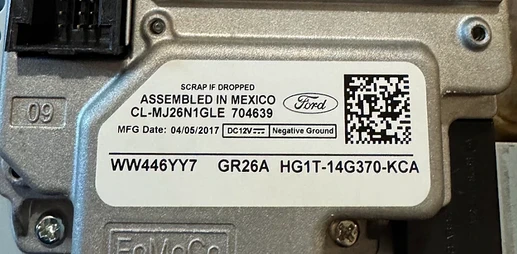 SCRAP IF DROPPED
ASSEMBLED IN MEXICO
CL-MJ26N1GLE 704639
Ford
MFG Date: 04/05/2017 DC12V⎓ Negative Ground
WW446YY7 GR26A HG1T-14G370-KCA
09
FoMoCo